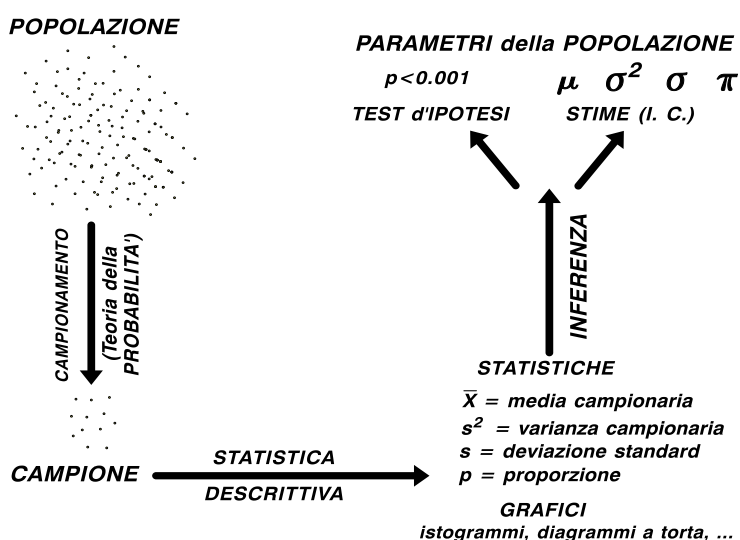 POPOLAZIONE
CAMPIONAMENTO
(Teoria della
PROBABILITA')
CAMPIONE
STATISTICA
DESCRITTIVA
PARAMETRI della POPOLAZIONE
p<0.001
μ σ² σ π
TEST d'IPOTESI
STIME (I. C.)
INFERENZA
STATISTICHE
X̅ = media campionaria
s² = varianza campionaria
s = deviazione standard
p = proporzione
GRAFICI
istogrammi, diagrammi a torta, ...